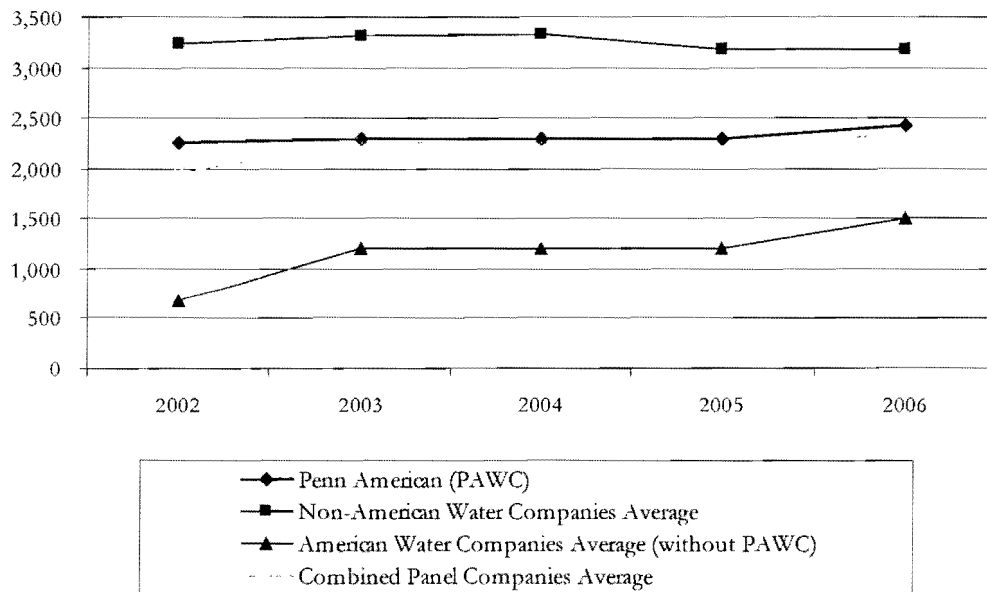 3,500
3,000
2,500
2,000
1,500
1,000
500
0
2002 2003 2004 2005 2006
Penn American (PAWC)
Non-American Water Companies Average
American Water Companies Average (without PAWC)
Combined Panel Companies Average